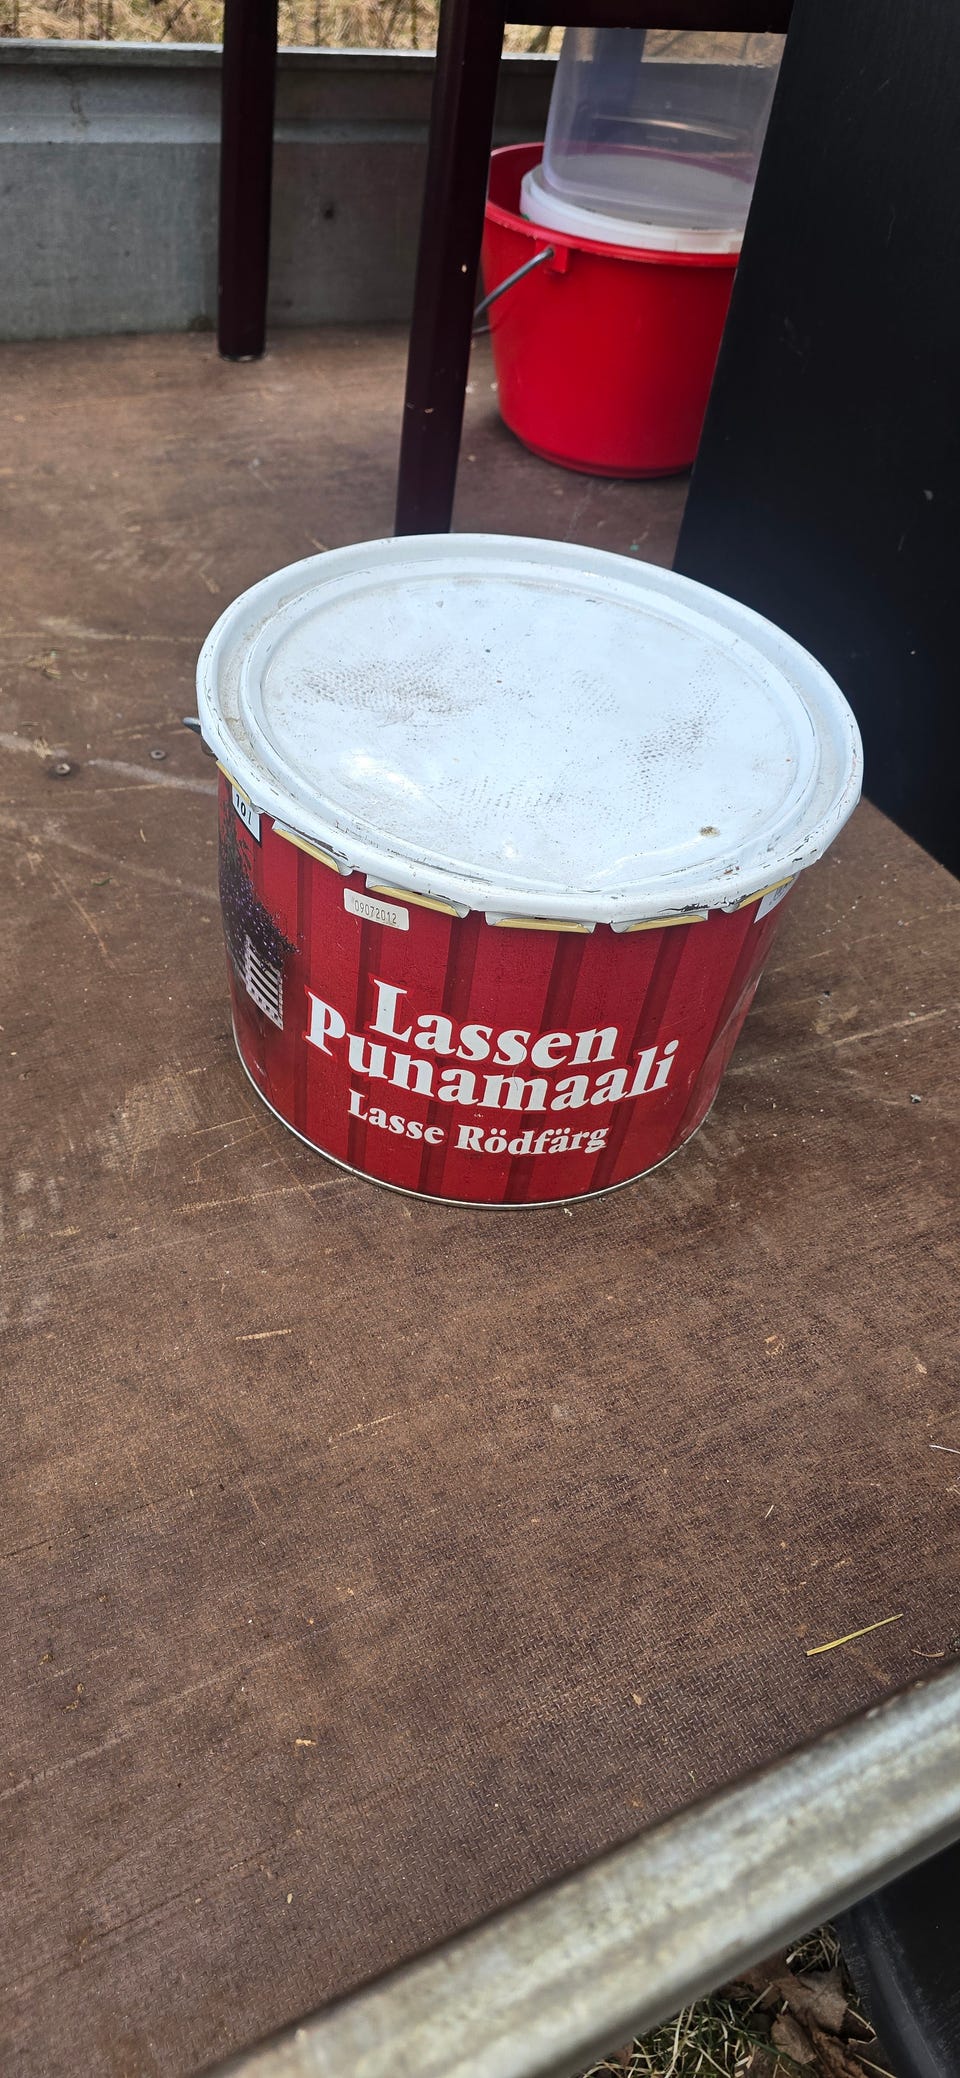 10 l
09072012
Lassen
Punamaali
Lasse Rödfärg